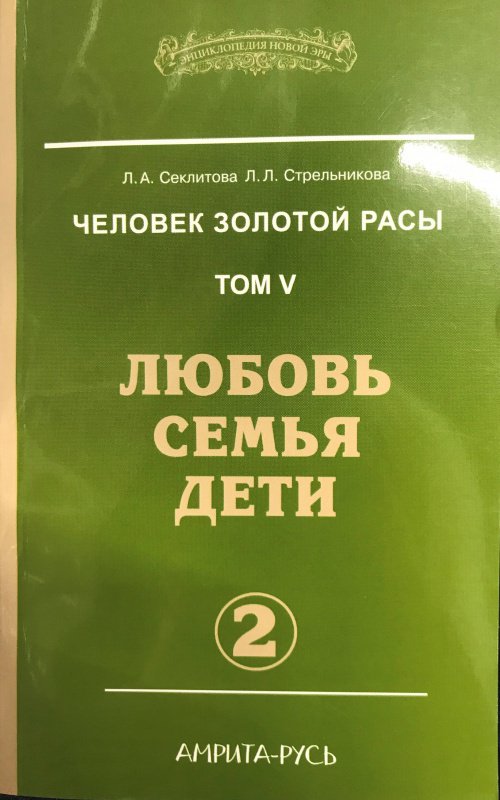 ЭНЦИКЛОПЕДИЯ НОВОЙ ЭРЫ
Л. А. Секлитова Л. Л. Стрельникова
ЧЕЛОВЕК ЗОЛОТОЙ РАСЫ
ТОМ V
ЛЮБОВЬ
СЕМЬЯ
ДЕТИ
2
АМРИТА-РУСЬ